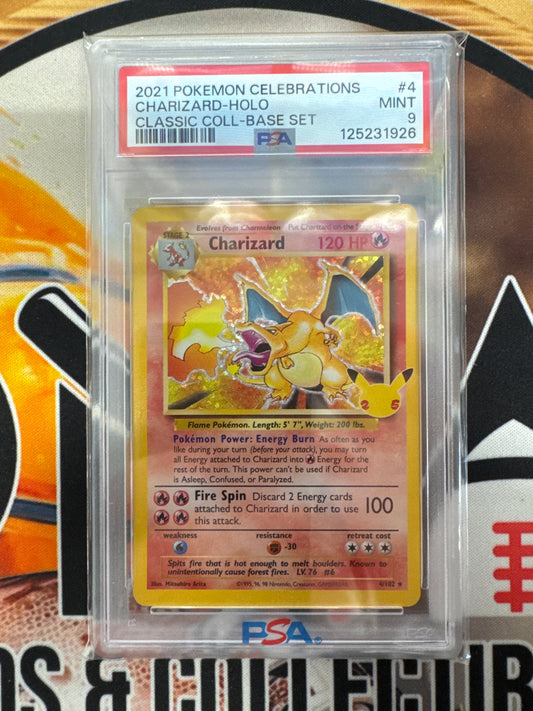 2021 POKEMON CELEBRATIONS #4
CHARIZARD-HOLO MINT
CLASSIC COLL-BASE SET 9
PSA 125231926
STAGE 2 Evolves from Charmeleon Put Charizard on the
Charizard 120 HP
25
Flame Pokémon. Length: 5' 7", Weight: 200 lbs.
Pokémon Power: Energy Burn As often as you
like during your turn (before your attack), you may turn
all Energy attached to Charizard into Energy for the
rest of the turn. This power can't be used if Charizard
is Asleep, Confused, or Paralyzed.
Fire Spin Discard 2 Energy cards
attached to Charizard in order to use 100
this attack.
weakness resistance retreat cost
-30
Spits fire that is hot enough to melt boulders. Known to
unintentionally cause forest fires. LV. 76 #6
Illus. Mitsuhiro Arita ©1995, 96, 98 Nintendo, Creatures, GAMEFREAK. 4/102 ★
PSA®
& COLLECTIB